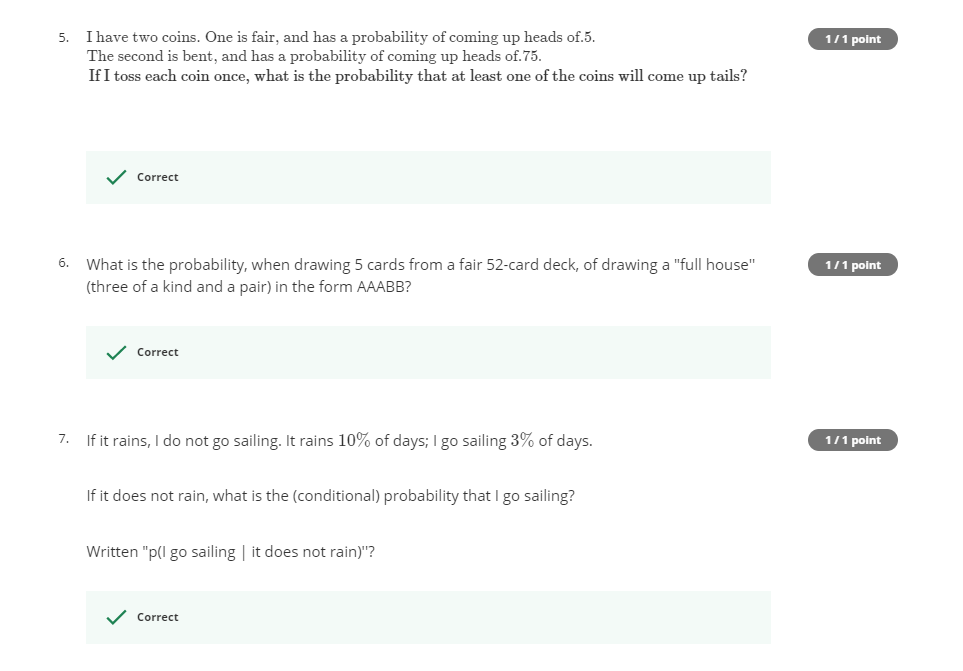 5. I have two coins. One is fair, and has a probability of coming up heads of.5.
1 / 1 point
The second is bent, and has a probability of coming up heads of.75.
If I toss each coin once, what is the probability that at least one of the coins will come up tails?
Correct
6. What is the probability, when drawing 5 cards from a fair 52-card deck, of drawing a "full house"
1 / 1 point
(three of a kind and a pair) in the form AAABB?
Correct
7. If it rains, I do not go sailing. It rains 10% of days; I go sailing 3% of days.
1 / 1 point
If it does not rain, what is the (conditional) probability that I go sailing?
Written "p(I go sailing | it does not rain)"?
Correct